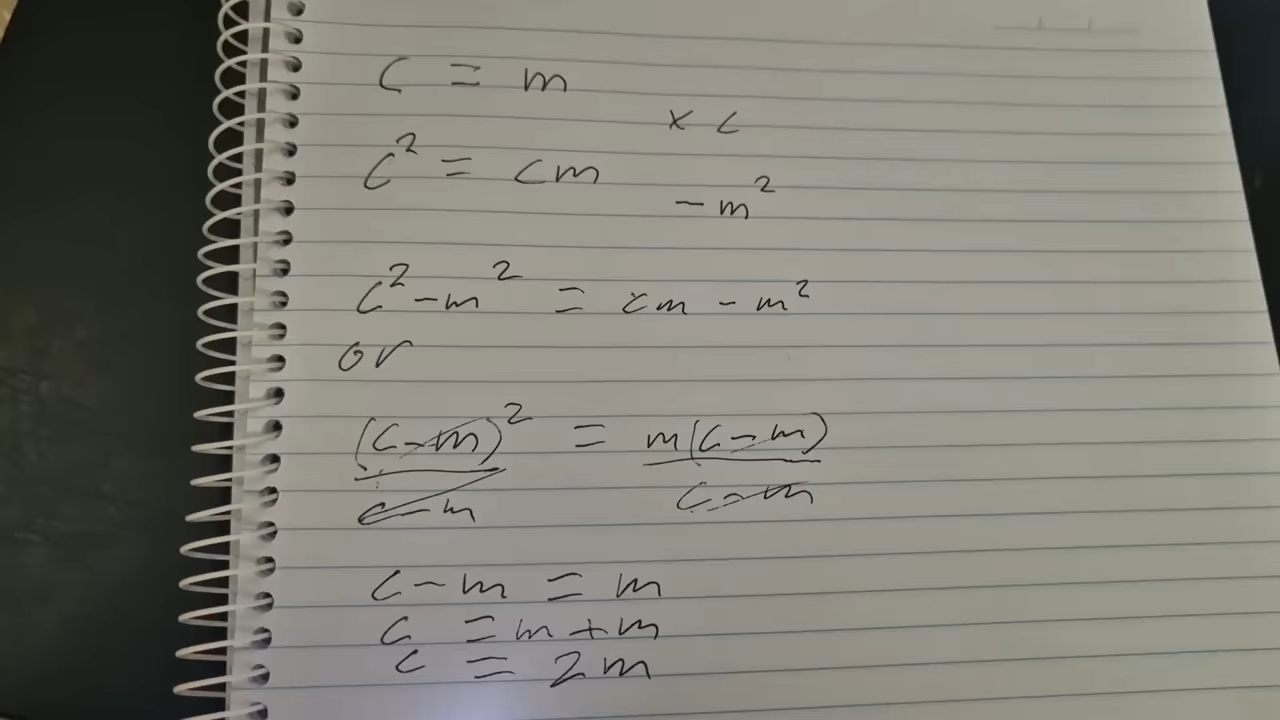 c = m
× c
c² = cm
- m²
c² - m² = cm - m²
or
(c - m)² = m(c - m)
c - m c - m
c - m = m
c = m + m
c = 2m